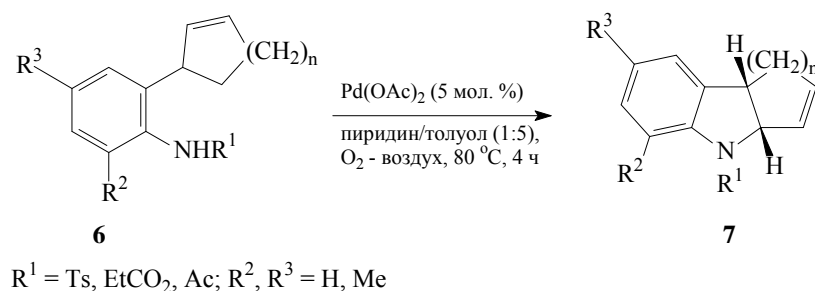 R³
(CH₂)ₙ
NHR¹
R²
6
Pd(OAc)₂ (5 мол. %)
пиридин/толуол (1:5),
O₂ - воздух, 80 °C, 4 ч
R³
H
(CH₂)ₙ
N
H
R²
R¹
7
R¹ = Ts, EtCO₂, Ac; R², R³ = H, Me